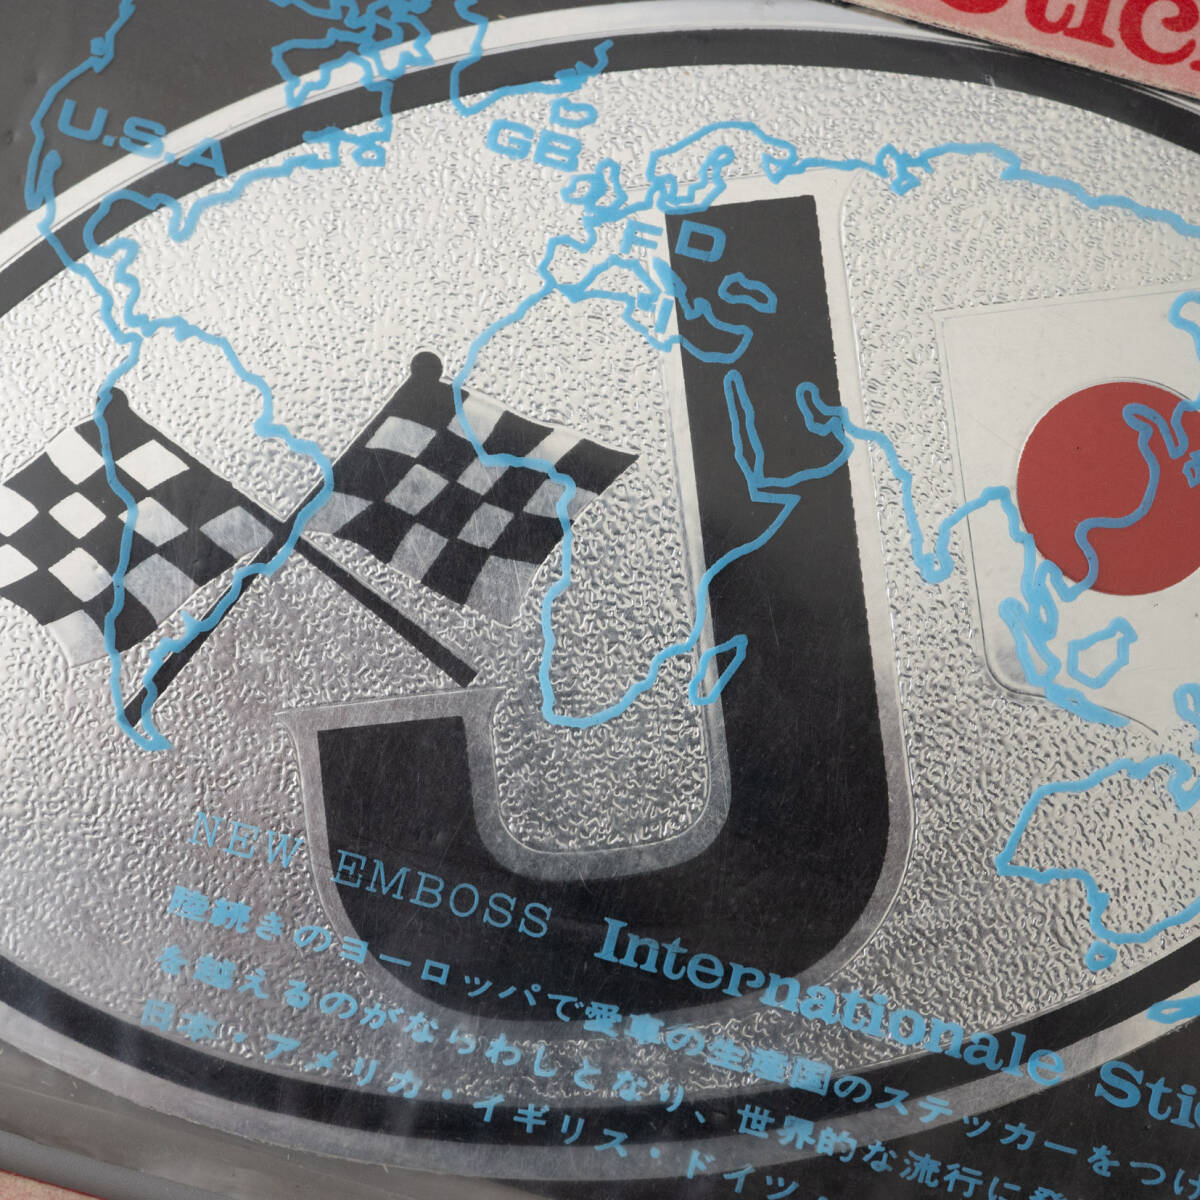 U.S.A
GB
F D
I
J
NEW EMBOSS Internationale Sti
陸続きのヨーロッパで愛車の生産国のステッカーをつけ
を越えるのがならわしとなり、世界的な流行に
日本・アメリカ・イギリス・ドイツ